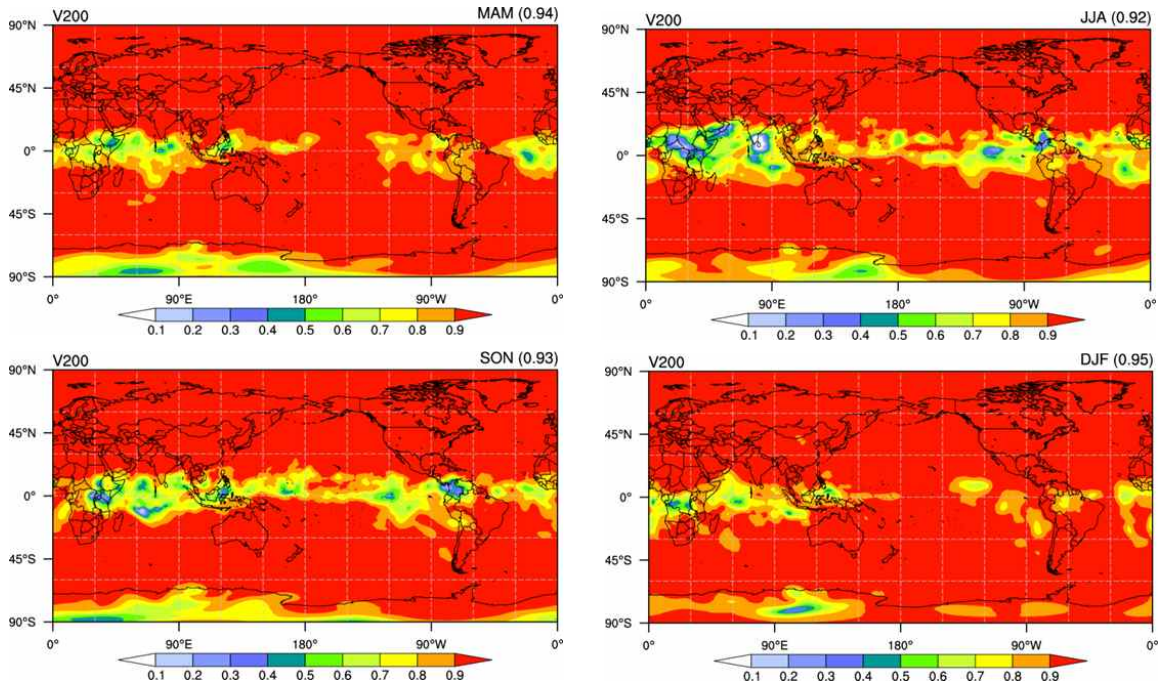 V200 MAM (0.94)
90°N
45°N
0°
45°S
90°S
0° 90°E 180° 90°W 0°
0.1 0.2 0.3 0.4 0.5 0.6 0.7 0.8 0.9
V200 JJA (0.92)
90°N
45°N
0°
45°S
90°S
0° 90°E 180° 90°W 0°
0.1 0.2 0.3 0.4 0.5 0.6 0.7 0.8 0.9
V200 SON (0.93)
90°N
45°N
0°
45°S
90°S
0° 90°E 180° 90°W 0°
0.1 0.2 0.3 0.4 0.5 0.6 0.7 0.8 0.9
V200 DJF (0.95)
90°N
45°N
0°
45°S
90°S
0° 90°E 180° 90°W 0°
0.1 0.2 0.3 0.4 0.5 0.6 0.7 0.8 0.9